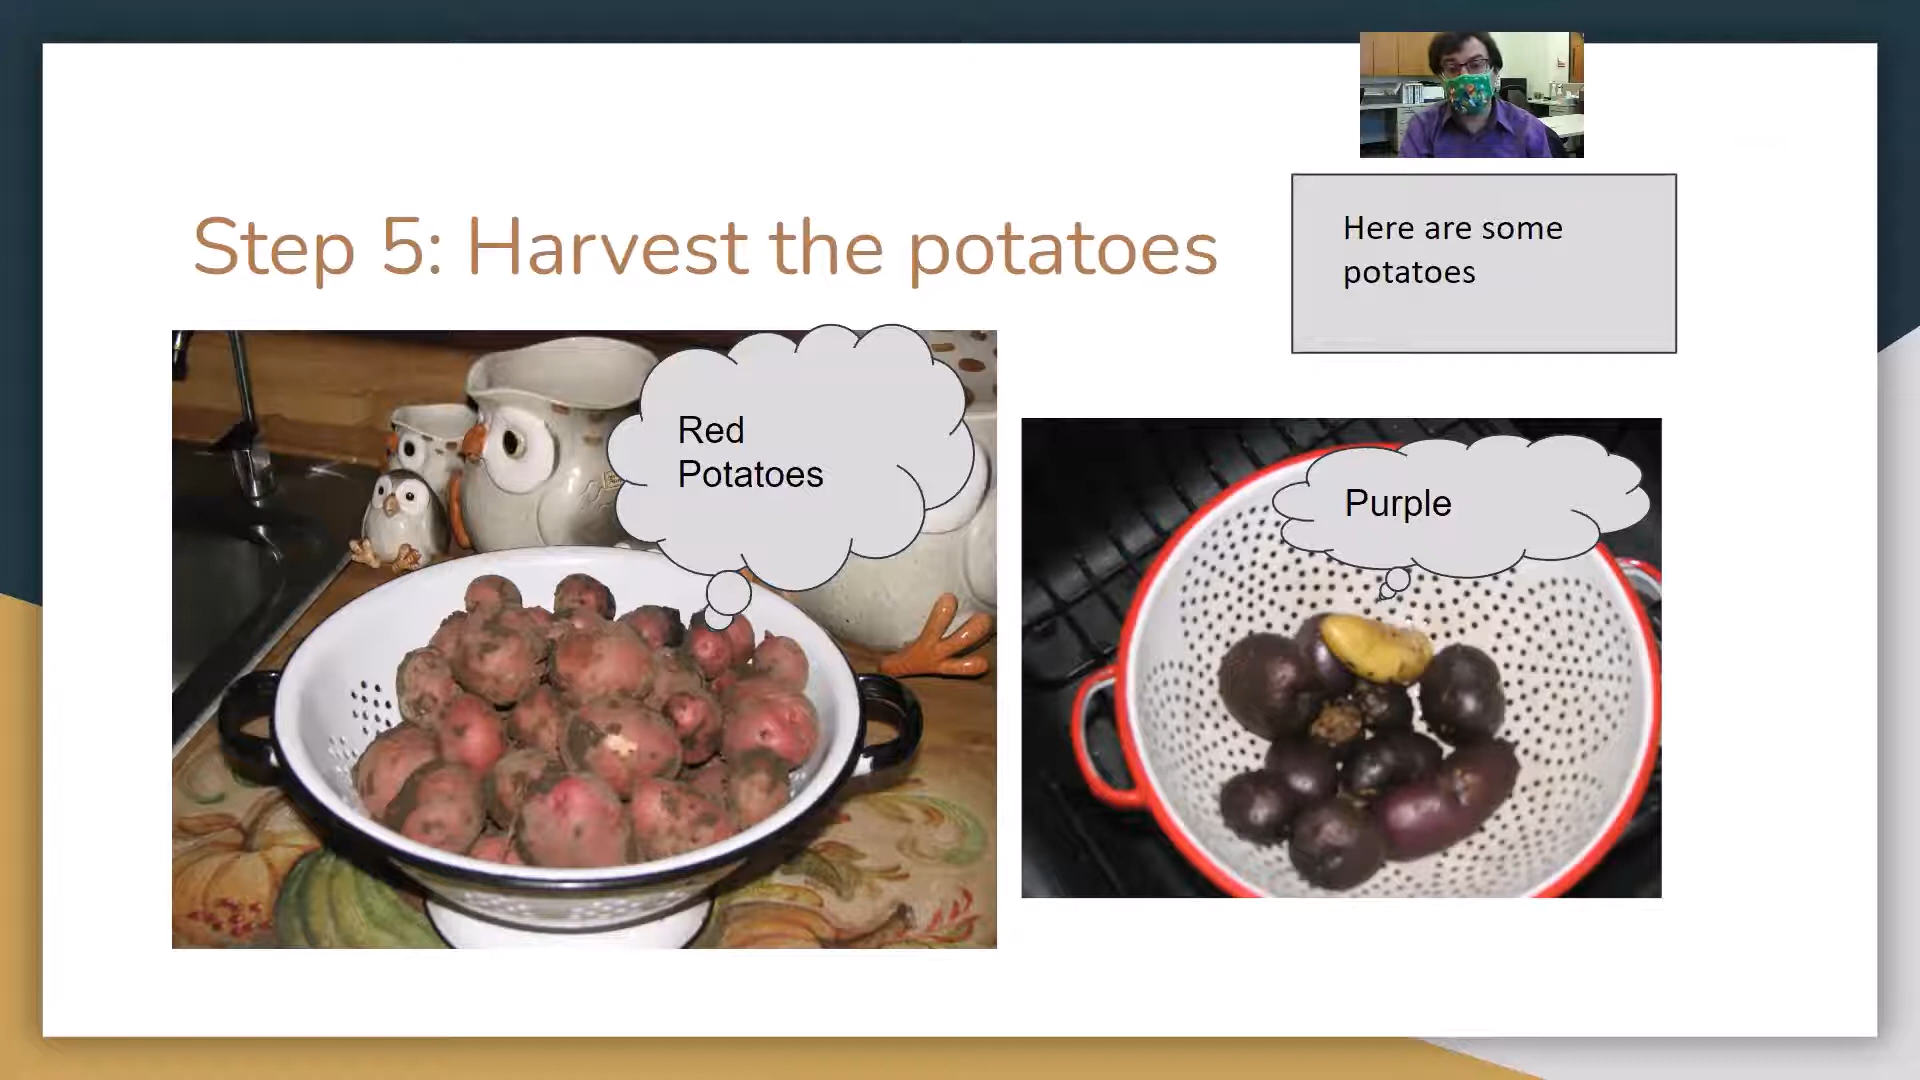 Step 5: Harvest the potatoes
Here are some
potatoes
Red
Potatoes
Purple